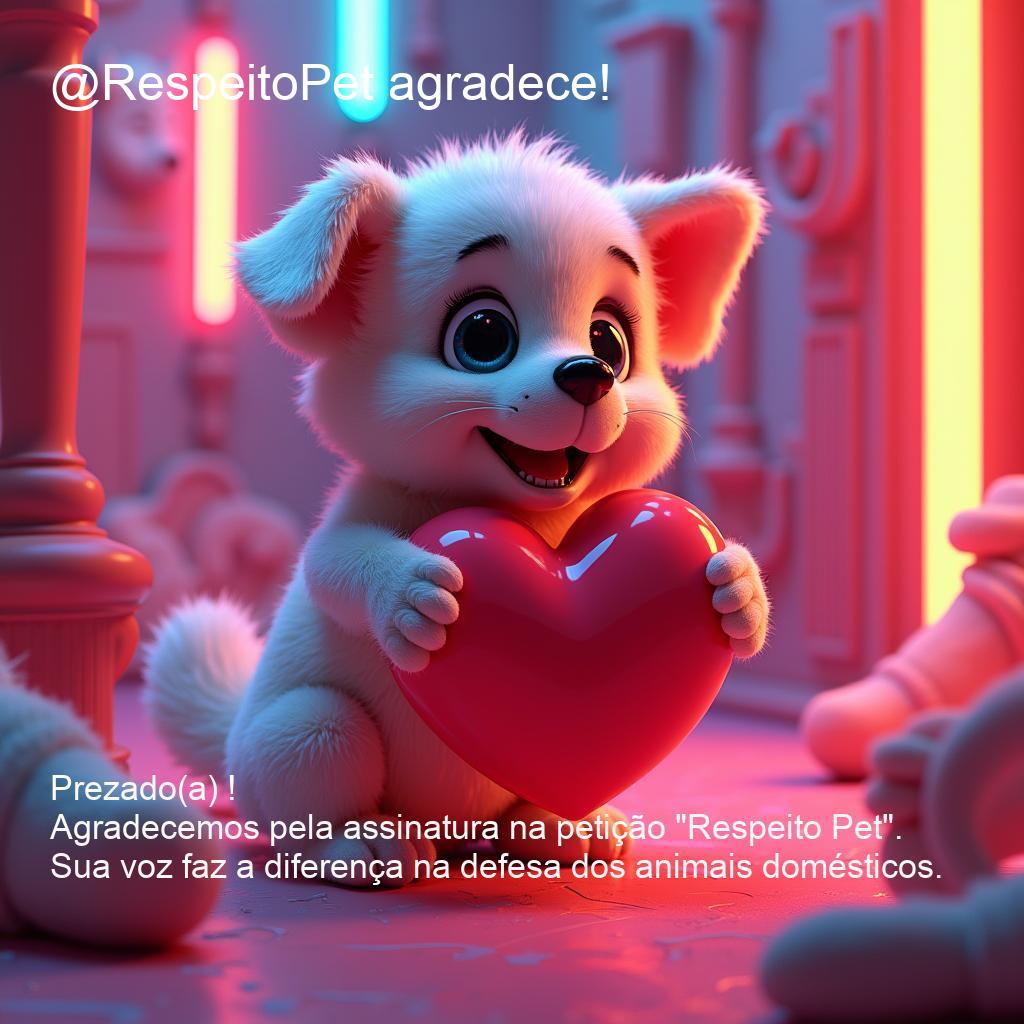 @RespeitoPet agradece!
Prezado(a) !
Agradecemos pela assinatura na petição "Respeito Pet".
Sua voz faz a diferença na defesa dos animais domésticos.